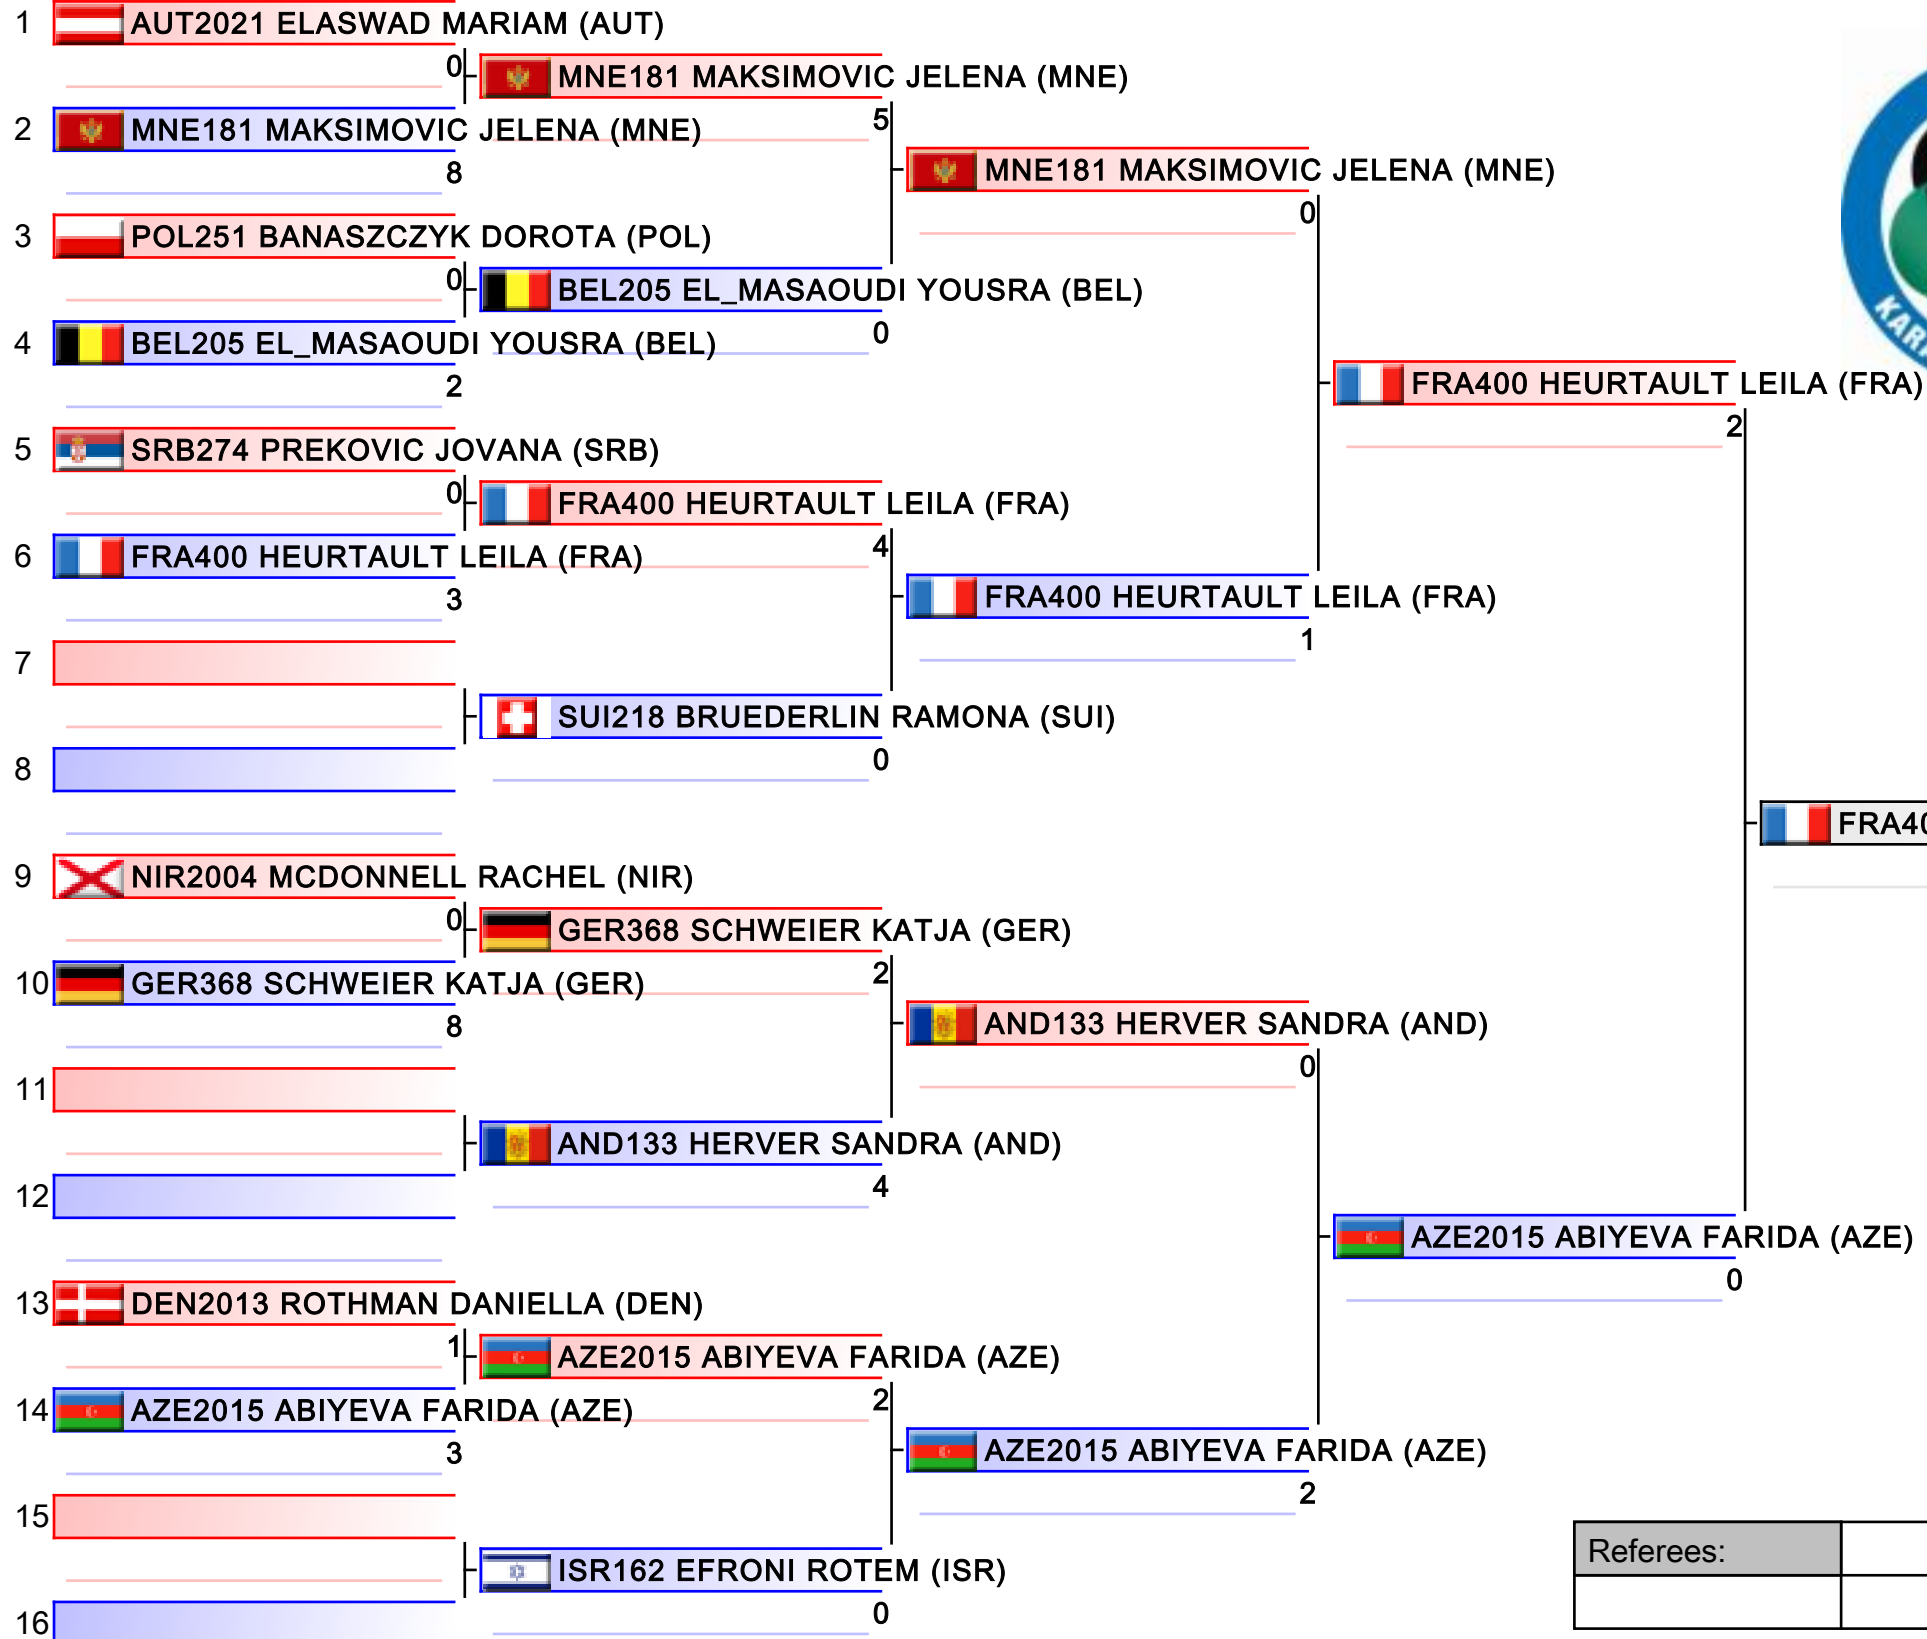 1 AUT2021 ELASWAD MARIAM (AUT)
0
MNE181 MAKSIMOVIC JELENA (MNE)
5
2 MNE181 MAKSIMOVIC JELENA (MNE)
8
MNE181 MAKSIMOVIC JELENA (MNE)
0
3 POL251 BANASZCZYK DOROTA (POL)
0
BEL205 EL_MASAOUDI YOUSRA (BEL)
0
4 BEL205 EL_MASAOUDI YOUSRA (BEL)
2
FRA400 HEURTAULT LEILA (FRA)
2
5 SRB274 PREKOVIC JOVANA (SRB)
0
FRA400 HEURTAULT LEILA (FRA)
4
6 FRA400 HEURTAULT LEILA (FRA)
3
FRA400 HEURTAULT LEILA (FRA)
1
7
SUI218 BRUEDERLIN RAMONA (SUI)
0
8
FRA40
9 NIR2004 MCDONNELL RACHEL (NIR)
0
GER368 SCHWEIER KATJA (GER)
2
10 GER368 SCHWEIER KATJA (GER)
8
AND133 HERVER SANDRA (AND)
0
11
AND133 HERVER SANDRA (AND)
4
12
AZE2015 ABIYEVA FARIDA (AZE)
0
13 DEN2013 ROTHMAN DANIELLA (DEN)
1
AZE2015 ABIYEVA FARIDA (AZE)
2
14 AZE2015 ABIYEVA FARIDA (AZE)
3
AZE2015 ABIYEVA FARIDA (AZE)
2
15
ISR162 EFRONI ROTEM (ISR)
0
16
Referees:
KARA